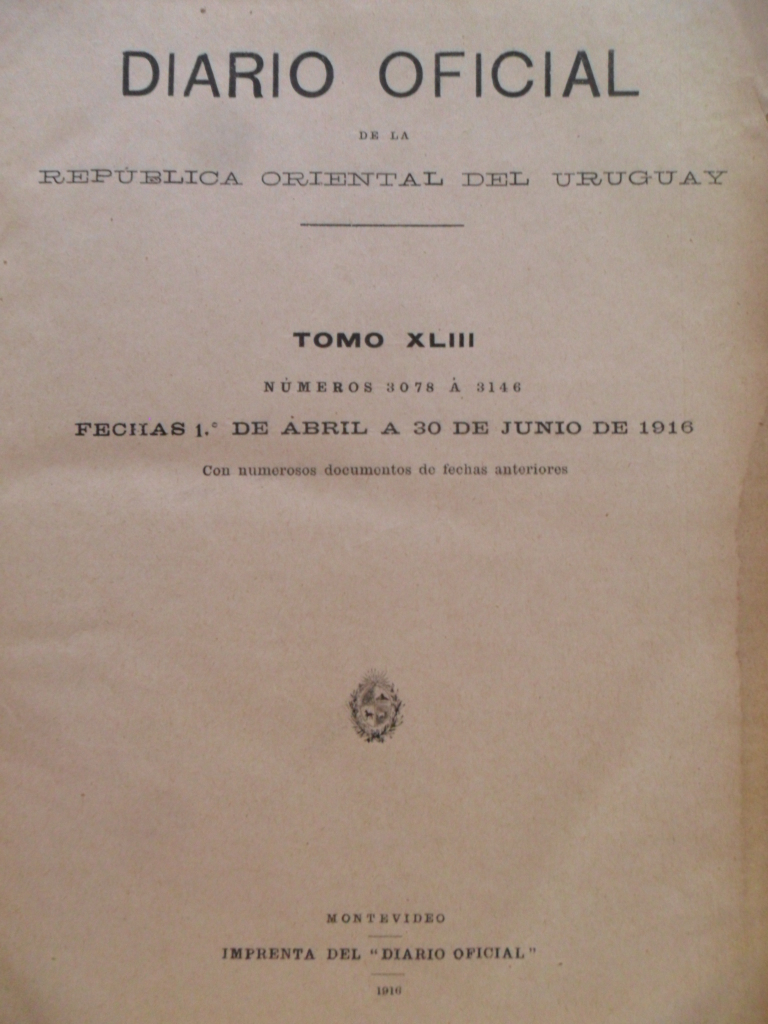 DIARIO OFICIAL
DE LA
REPÚBLICA ORIENTAL DEL URUGUAY
TOMO XLIII
NÚMEROS 3078 Á 3146
FECHAS 1.° DE ÁBRIL A 30 DE JUNIO DE 1916
Con numerosos documentos de fechas anteriores
MONTEVIDEO
IMPRENTA DEL "DIARIO OFICIAL"
1916